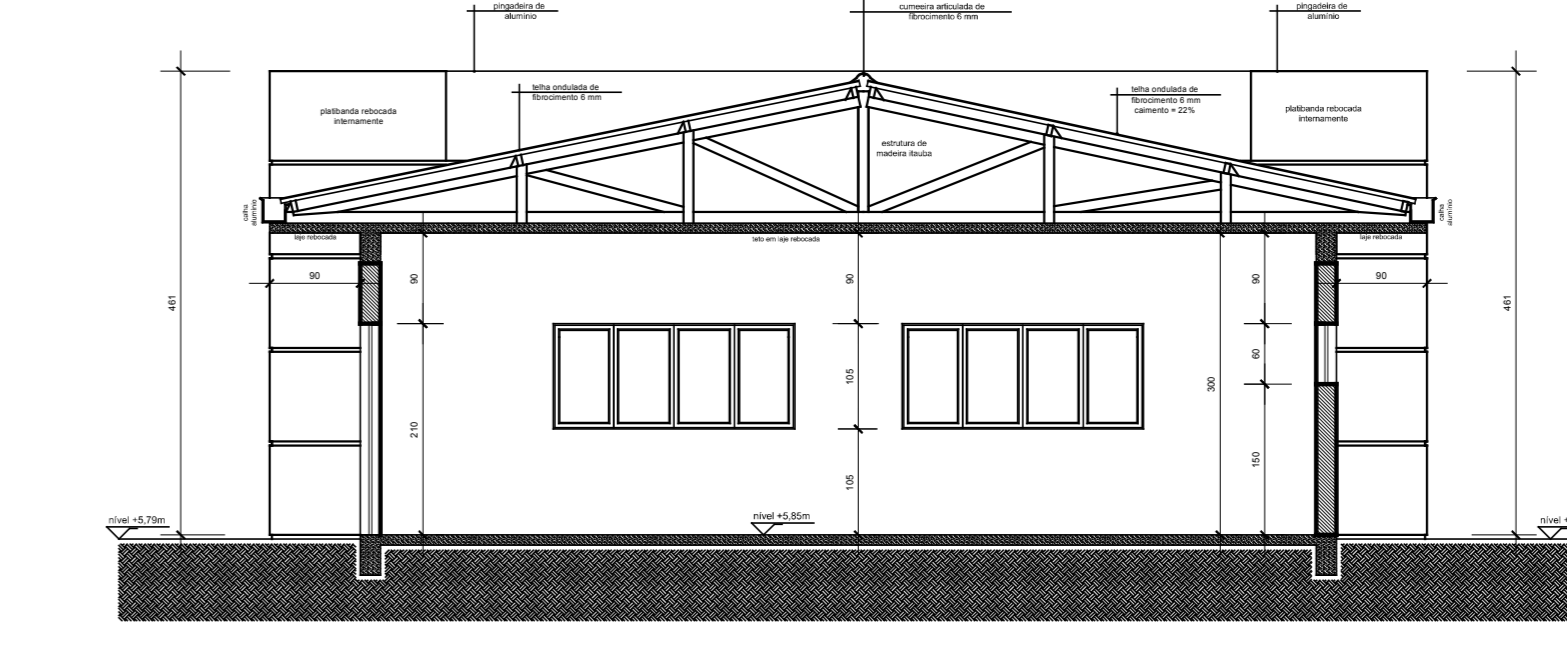 pingadeira de
alumínio
cumeeira articulada de
fibrocimento 6 mm
pingadeira de
alumínio
telha ondulada de
fibrocimento 6 mm
telha ondulada de
fibrocimento 6 mm
caimento = 22%
platibanda rebocada
internamente
platibanda rebocada
internamente
estrutura de
madeira itauba
calha
alumínio
calha
alumínio
laje rebocada
teto em laje rebocada
laje rebocada
90
90
90
90
90
461
461
105
60
300
210
150
105
nível +5,79m
nível +5,85m
nível +